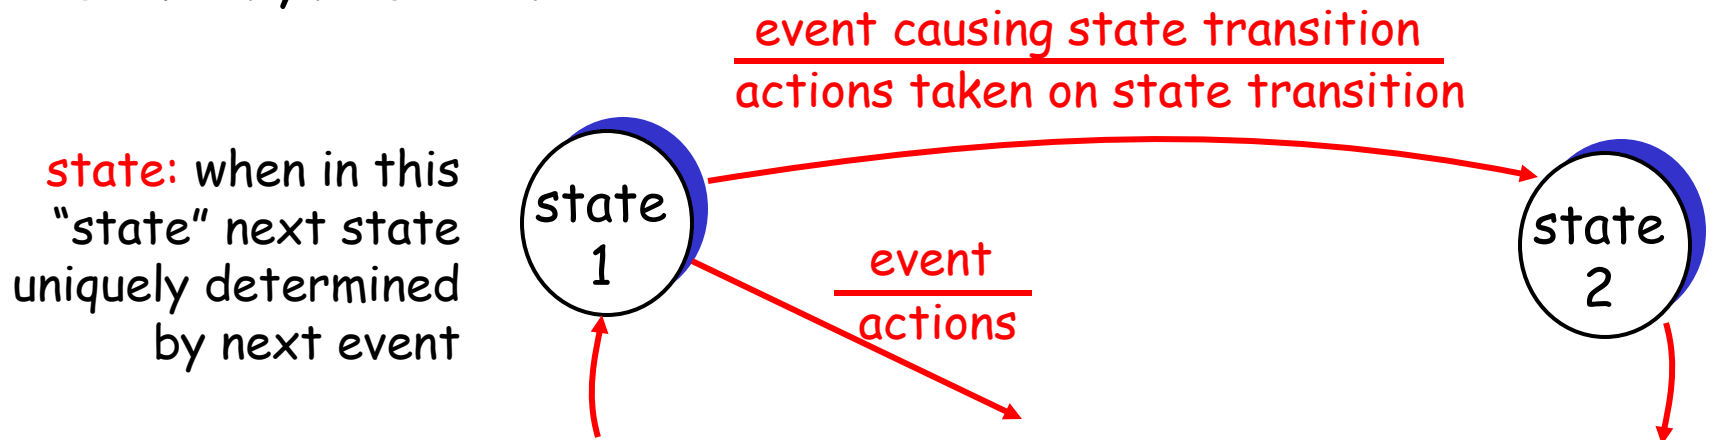 event causing state transition
actions taken on state transition
state: when in this
“state” next state
uniquely determined
by next event
state
1
event
actions
state
2